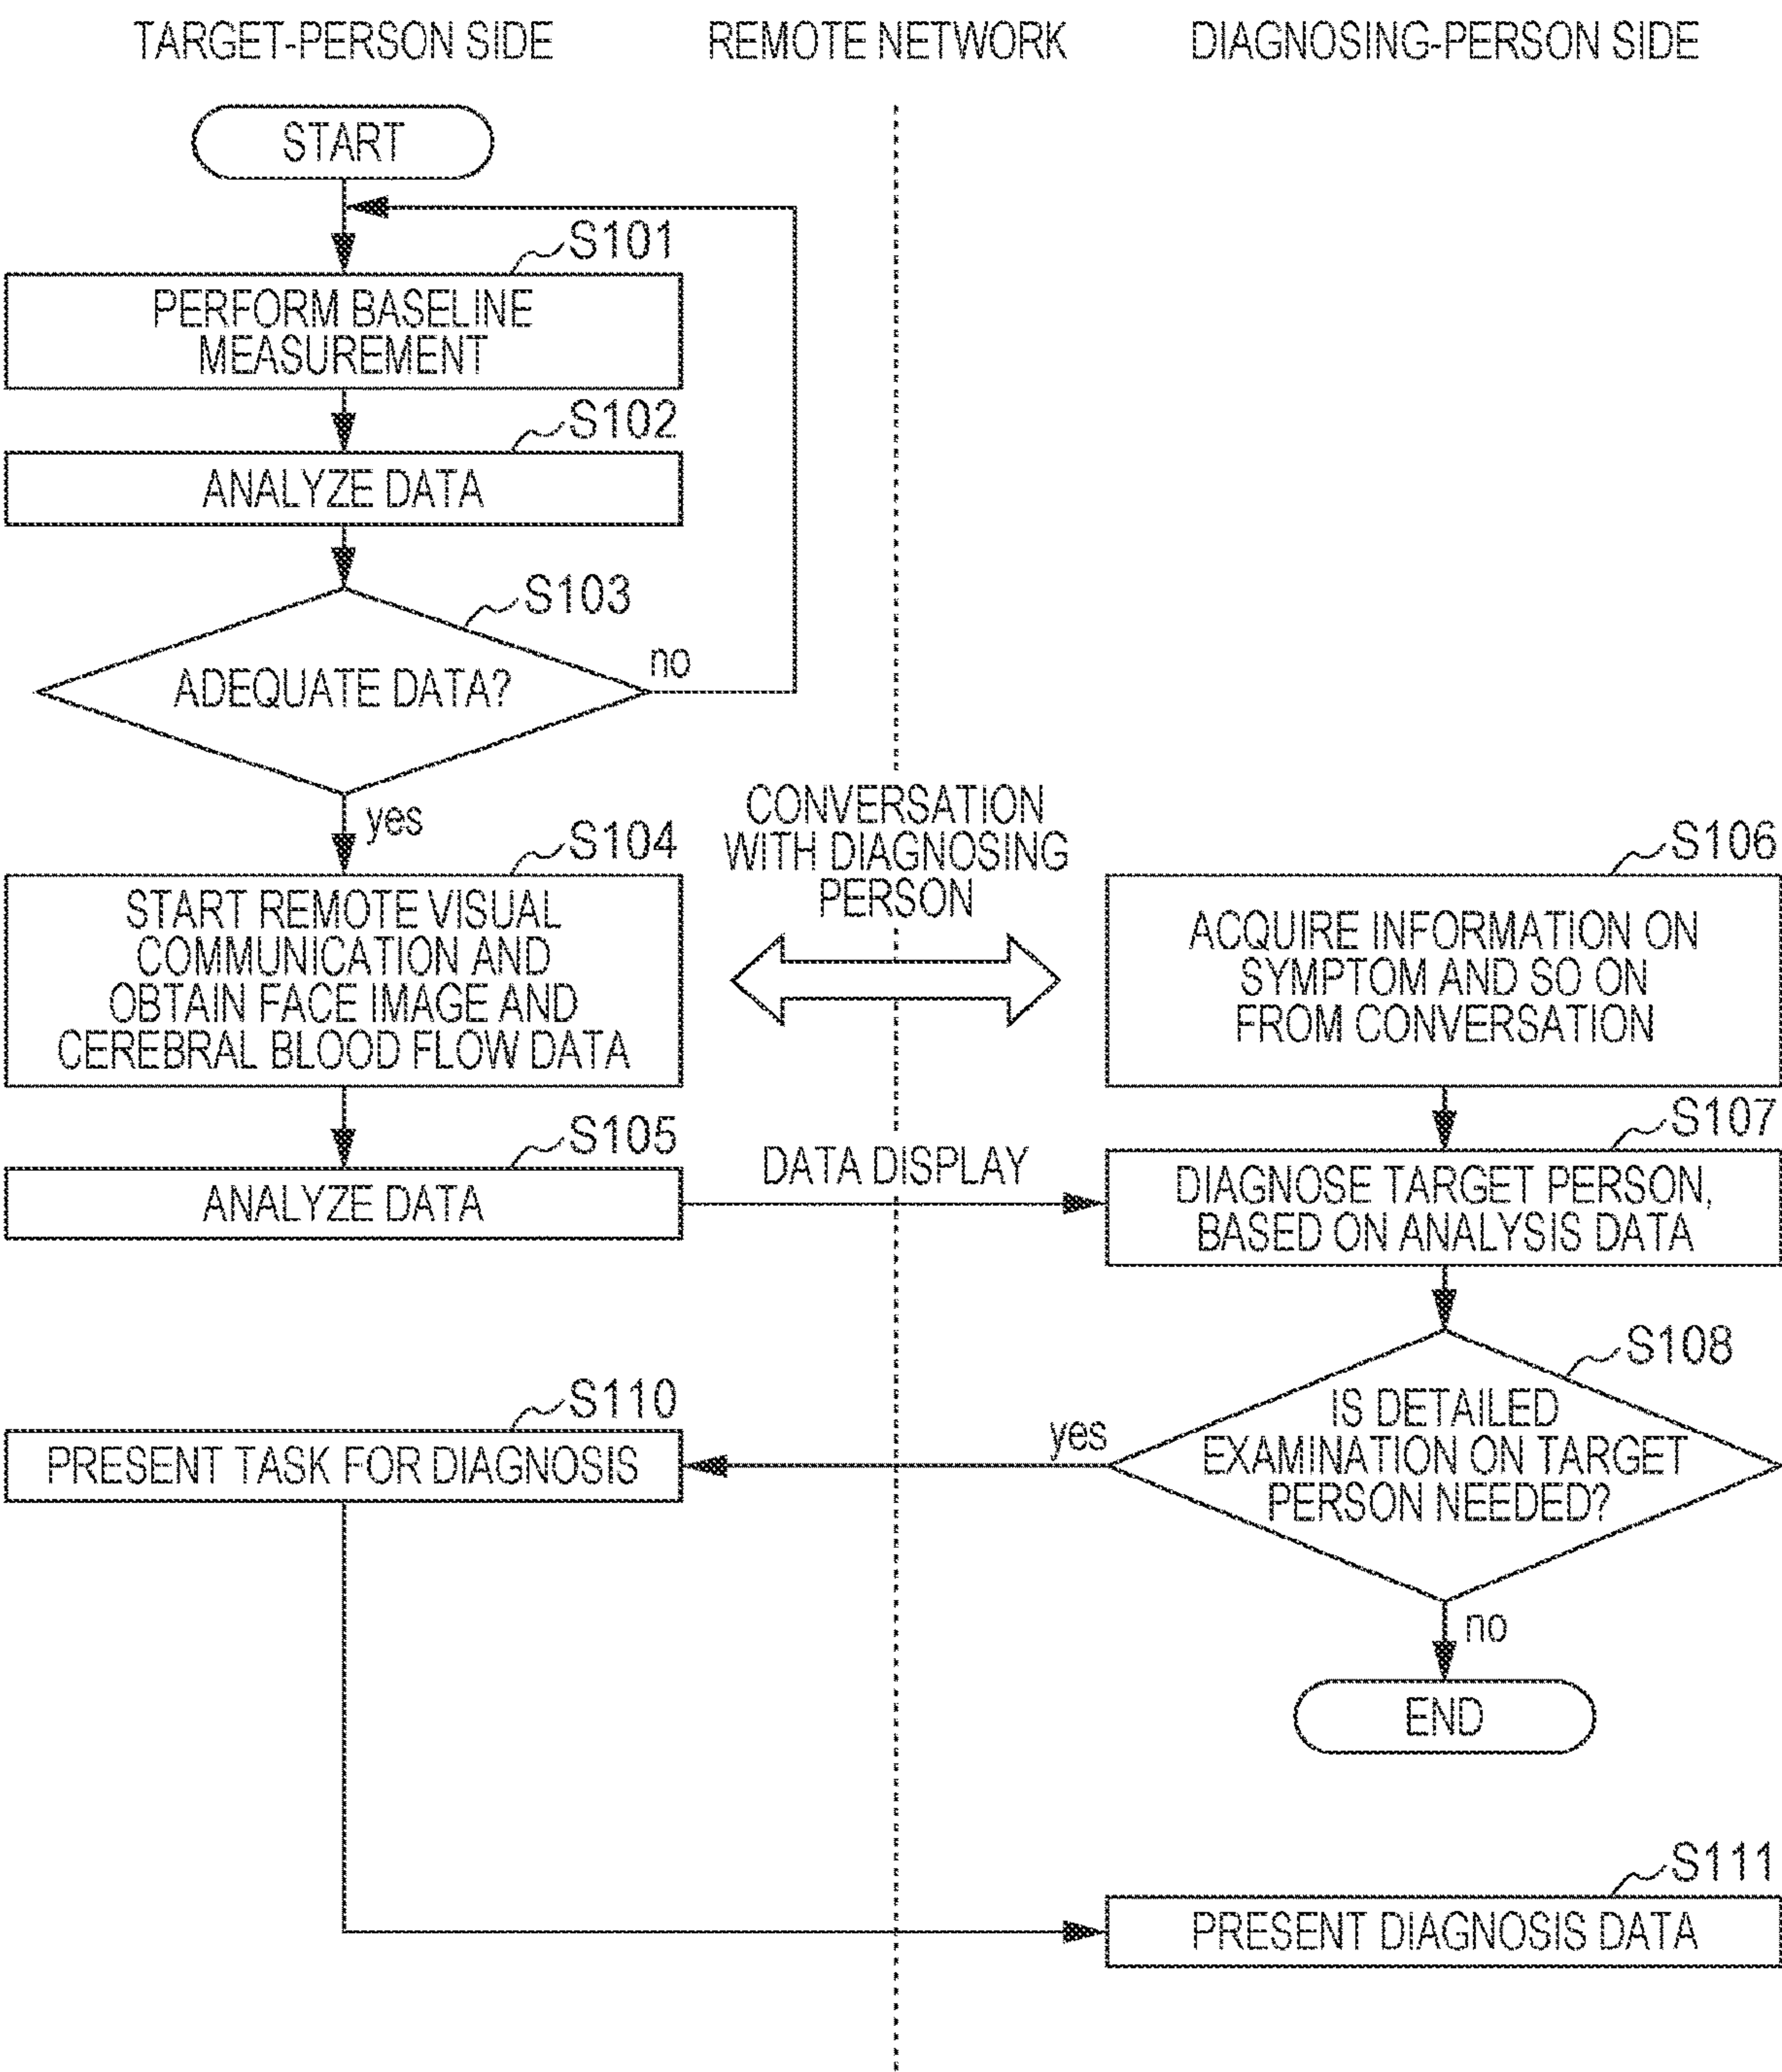 TARGET-PERSON SIDE
REMOTE NETWORK
DIAGNOSING-PERSON SIDE
START
S101
PERFORM BASELINE
MEASUREMENT
S102
ANALYZE DATA
S103
ADEQUATE DATA?
no
yes
S104
START REMOTE VISUAL
COMMUNICATION AND
OBTAIN FACE IMAGE AND
CEREBRAL BLOOD FLOW DATA
CONVERSATION
WITH DIAGNOSING
PERSON
S106
ACQUIRE INFORMATION ON
SYMPTOM AND SO ON
FROM CONVERSATION
S105
ANALYZE DATA
DATA DISPLAY
S107
DIAGNOSE TARGET PERSON,
BASED ON ANALYSIS DATA
S108
IS DETAILED
EXAMINATION ON TARGET
PERSON NEEDED?
yes
S110
PRESENT TASK FOR DIAGNOSIS
no
END
S111
PRESENT DIAGNOSIS DATA